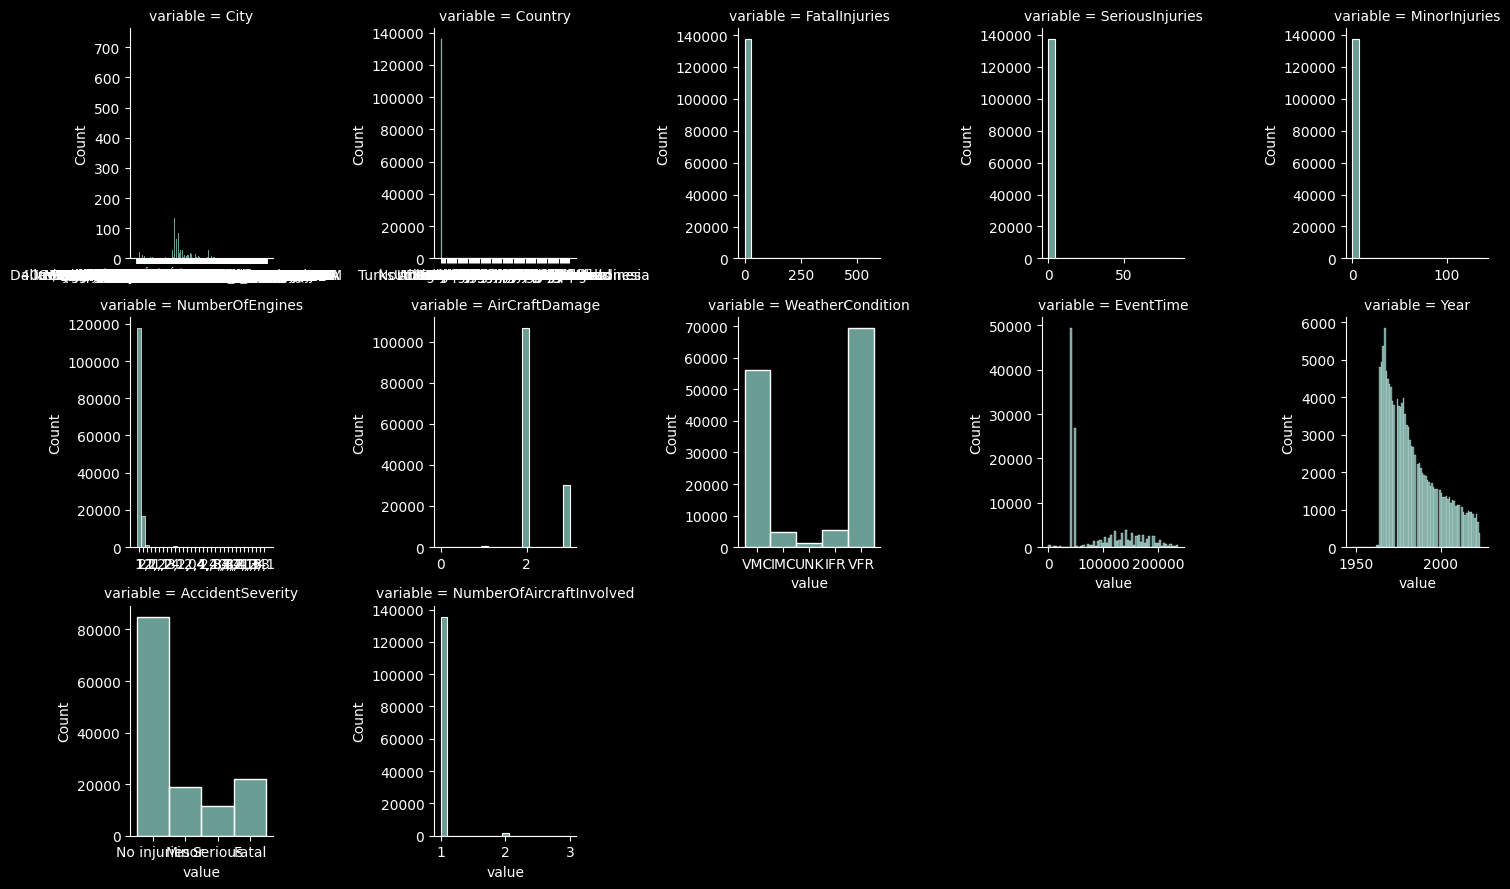 variable = City
700
600
500
400
300
200
100
0
Count
variable = Country
140000
120000
100000
80000
60000
40000
20000
0
Count
variable = FatalInjuries
140000
120000
100000
80000
60000
40000
20000
0
Count
0 250 500
variable = SeriousInjuries
140000
120000
100000
80000
60000
40000
20000
0
Count
0 50
variable = MinorInjuries
140000
120000
100000
80000
60000
40000
20000
0
Count
0 100
variable = NumberOfEngines
120000
100000
80000
60000
40000
20000
0
Count
variable = AirCraftDamage
100000
80000
60000
40000
20000
0
Count
0 2
variable = WeatherCondition
70000
60000
50000
40000
30000
20000
10000
0
Count
VMC IMC UNK IFR VFR
value
variable = EventTime
50000
40000
30000
20000
10000
0
Count
0 100000 200000
value
variable = Year
6000
5000
4000
3000
2000
1000
0
Count
1950 2000
value
variable = AccidentSeverity
80000
60000
40000
20000
0
Count
No injuries Minor Serious Fatal
value
variable = NumberOfAircraftInvolved
140000
120000
100000
80000
60000
40000
20000
0
Count
1 2 3
value